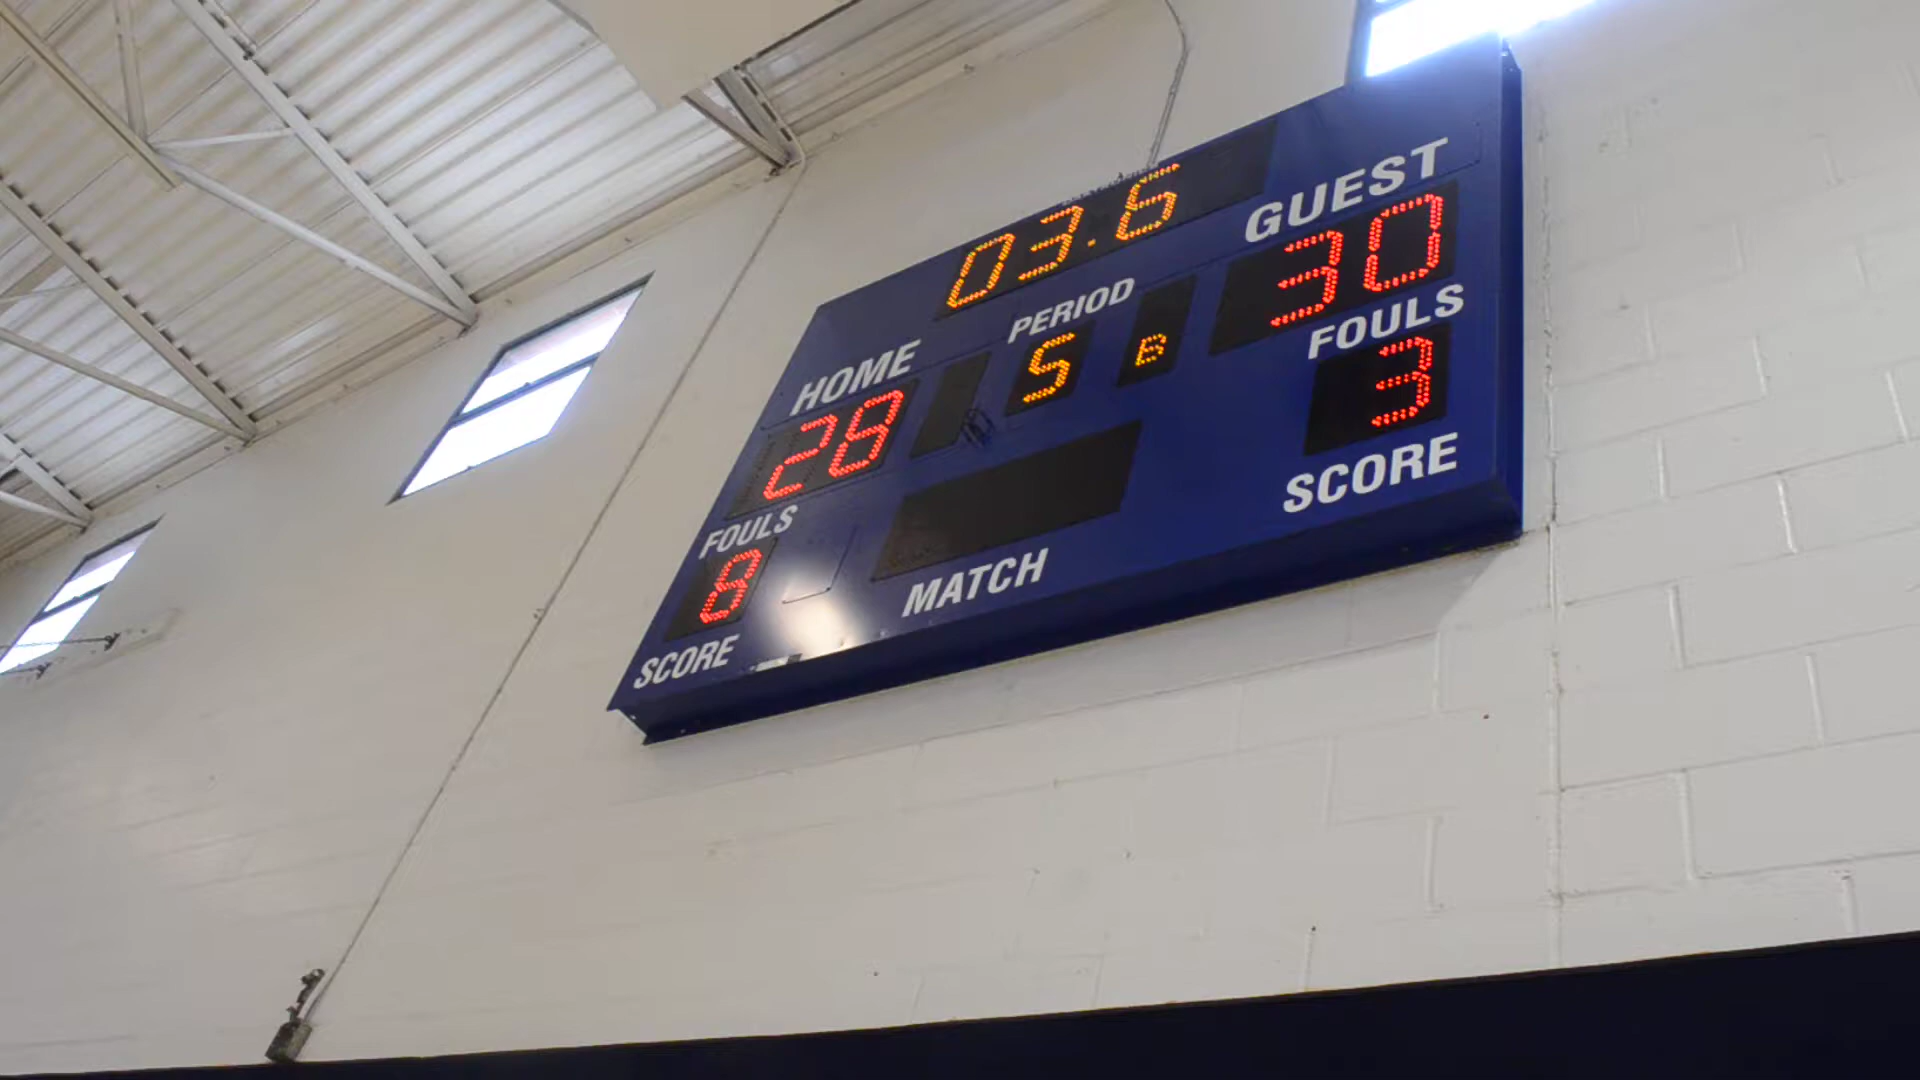 03.6
GUEST
PERIOD
30
HOME
5 B
FOULS
28
3
FOULS
SCORE
8
MATCH
SCORE